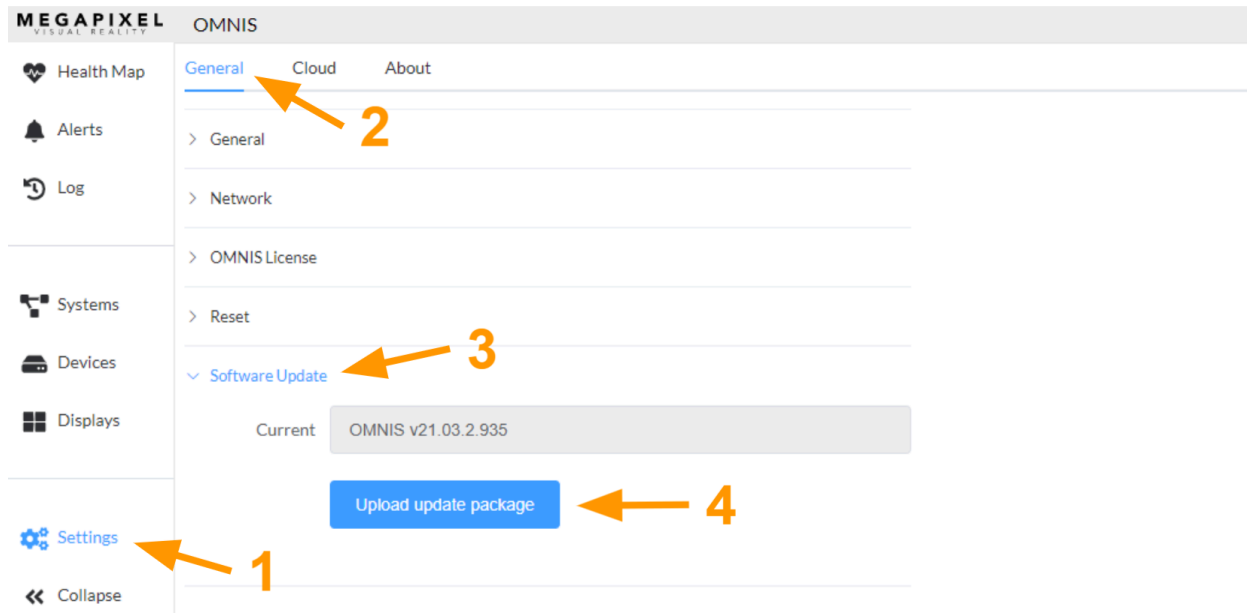 MEGAPIXEL
VISUAL REALITY
OMNIS
Health Map
Alerts
Log
Systems
Devices
Displays
Settings
Collapse
General
Cloud
About
2
General
Network
OMNIS License
Reset
3
Software Update
Current
OMNIS v21.03.2.935
Upload update package
4
1